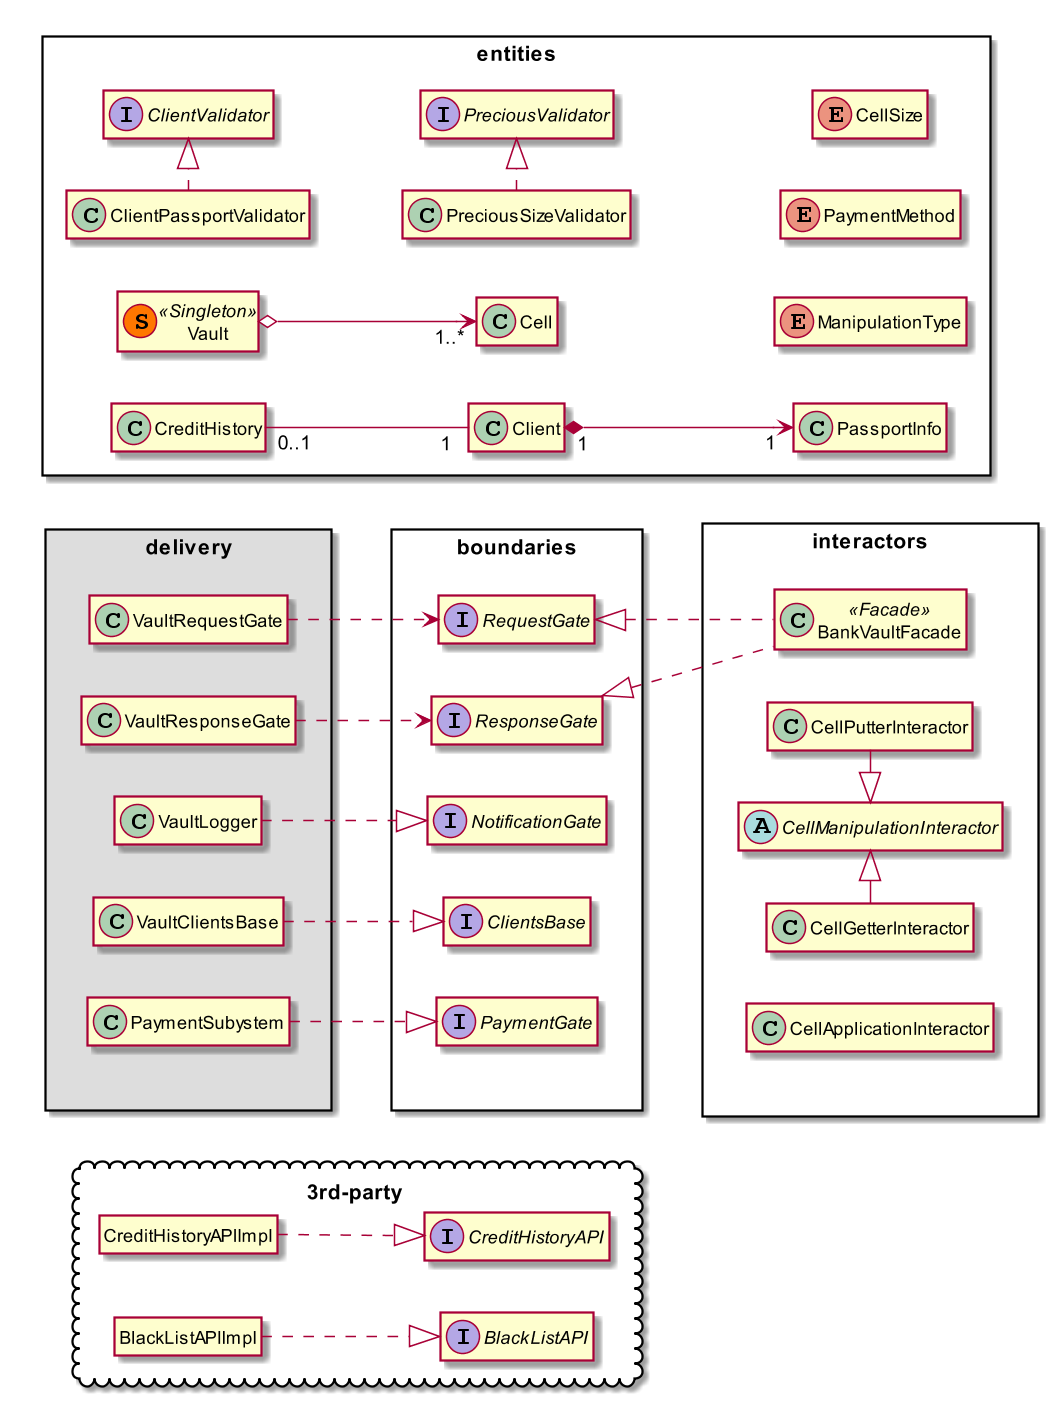 entities
I ClientValidator
I PreciousValidator
E CellSize
C ClientPassportValidator
C PreciousSizeValidator
E PaymentMethod
S «Singleton»
Vault
1..*
C Cell
E ManipulationType
C CreditHistory
0..1
1
C Client
1
1
C PassportInfo
delivery
C VaultRequestGate
C VaultResponseGate
C VaultLogger
C VaultClientsBase
C PaymentSubystem
boundaries
I RequestGate
I ResponseGate
I NotificationGate
I ClientsBase
I PaymentGate
interactors
C «Facade»
BankVaultFacade
C CellPutterInteractor
A CellManipulationInteractor
C CellGetterInteractor
C CellApplicationInteractor
3rd-party
CreditHistoryAPIImpl
I CreditHistoryAPI
BlackListAPIImpl
I BlackListAPI